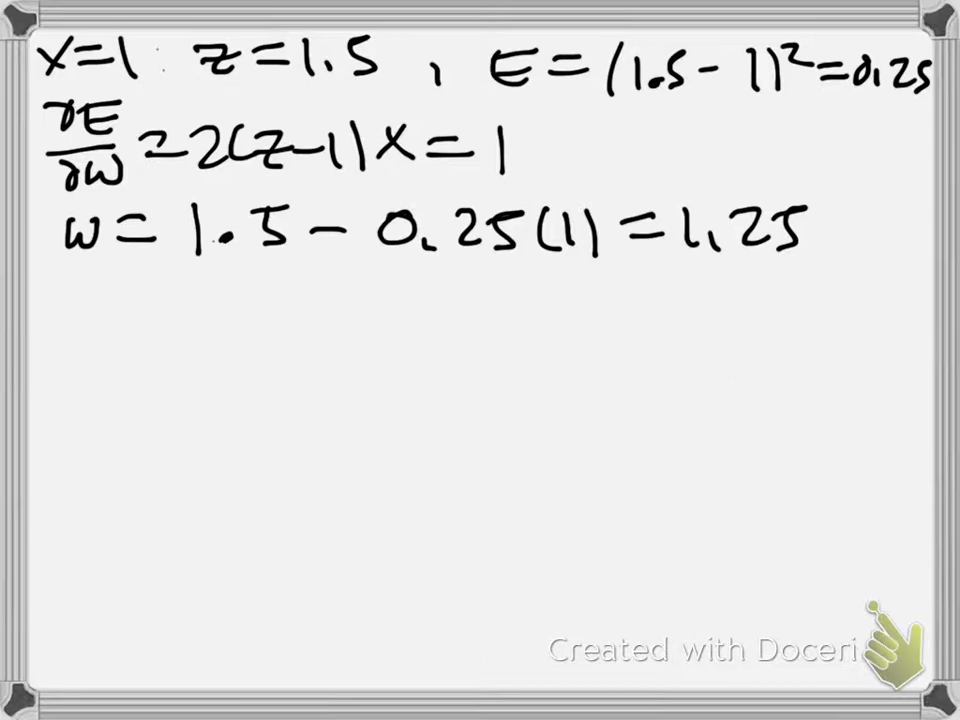 x=1 z=1.5, E=(1.5-1)²=0.25
∂E/∂w=2(z-1)x=1
w=1.5-0.25(1)=1.25
Created with Doceri